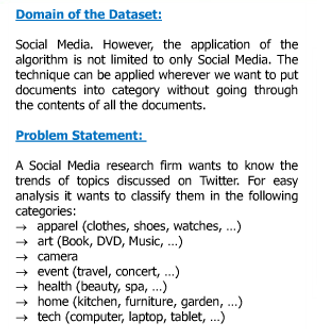 Domain of the Dataset:
Social Media. However, the application of the
algorithm is not limited to only Social Media. The
technique can be applied wherever we want to put
documents into category without going through
the contents of all the documents.
Problem Statement:
A Social Media research firm wants to know the
trends of topics discussed on Twitter. For easy
analysis it wants to classify them in the following
categories:
→ apparel (clothes, shoes, watches, …)
→ art (Book, DVD, Music, …)
→ camera
→ event (travel, concert, …)
→ health (beauty, spa, …)
→ home (kitchen, furniture, garden, …)
→ tech (computer, laptop, tablet, …)